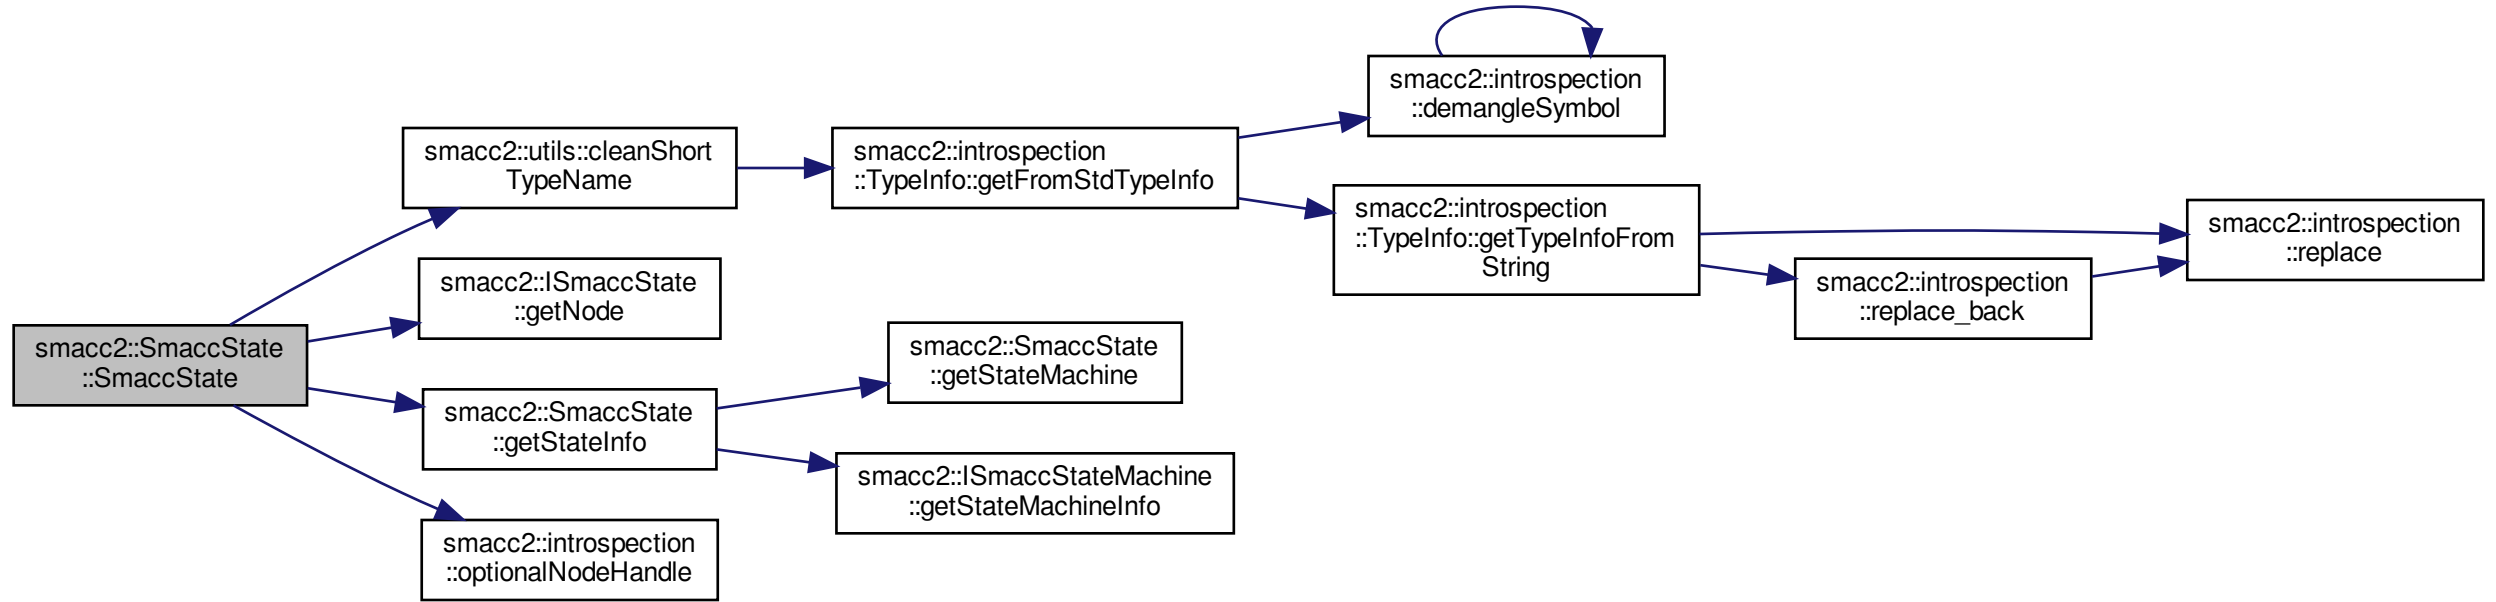 smacc2::SmaccState
::SmaccState
smacc2::utils::cleanShort
TypeName
smacc2::ISmaccState
::getNode
smacc2::SmaccState
::getStateInfo
smacc2::introspection
::optionalNodeHandle
smacc2::introspection
::TypeInfo::getFromStdTypeInfo
smacc2::SmaccState
::getStateMachine
smacc2::ISmaccStateMachine
::getStateMachineInfo
smacc2::introspection
::demangleSymbol
smacc2::introspection
::TypeInfo::getTypeInfoFrom
String
smacc2::introspection
::replace_back
smacc2::introspection
::replace